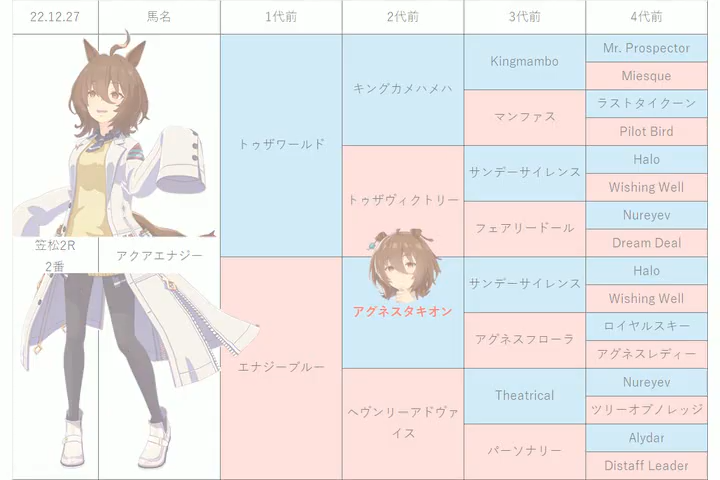 22.12.27 馬名 1代前 2代前 3代前 4代前
笠松2R
2番
アクアエナジー
トゥザワールド
エナジーブルー
キングカメハメハ
トゥザヴィクトリー
アグネスタキオン
ヘヴンリーアドヴァ
イス
Kingmambo
マンファス
サンデーサイレンス
フェアリードール
サンデーサイレンス
アグネスフローラ
Theatrical
パーソナリー
Mr. Prospector
Miesque
ラストタイクーン
Pilot Bird
Halo
Wishing Well
Nureyev
Dream Deal
Halo
Wishing Well
ロイヤルスキー
アグネスレディー
Nureyev
ツリーオブノレッジ
Alydar
Distaff Leader